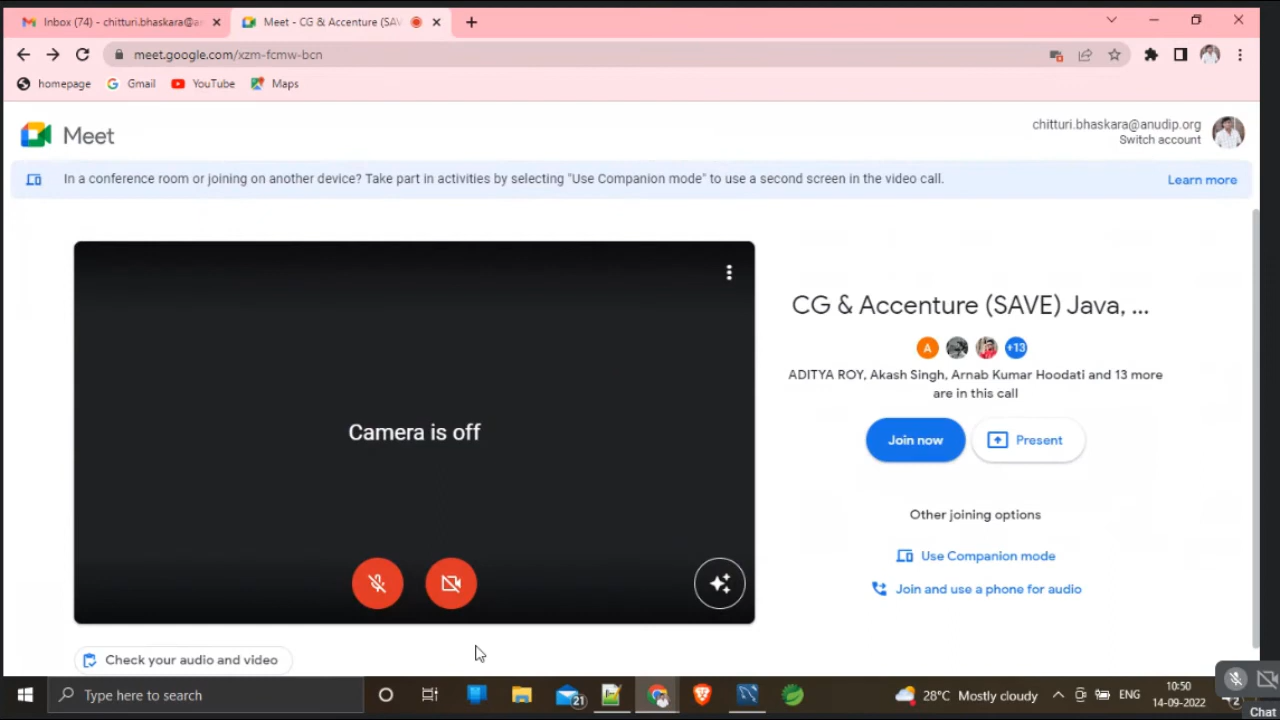 Inbox (74) - chitturi.bhaskara@an
Meet - CG & Accenture (SAV
meet.google.com/xzm-fcmw-bcn
homepage
Gmail
YouTube
Maps
Meet
chitturi.bhaskara@anudip.org
Switch account
In a conference room or joining on another device? Take part in activities by selecting "Use Companion mode" to use a second screen in the video call.
Learn more
Camera is off
CG & Accenture (SAVE) Java, ...
A
+13
ADITYA ROY, Akash Singh, Arnab Kumar Hoodati and 13 more
are in this call
Join now
Present
Other joining options
Use Companion mode
Join and use a phone for audio
Check your audio and video
Type here to search
21
28°C Mostly cloudy
ENG
10:50
14-09-2022
2
Chat